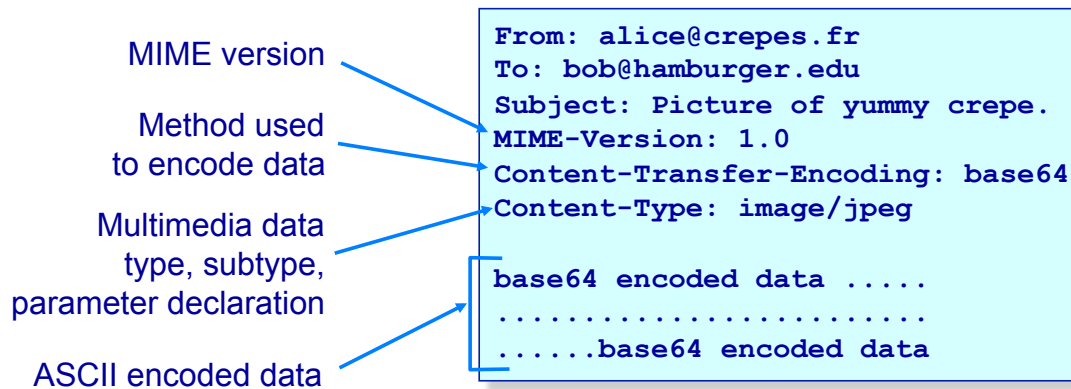 MIME version
Method used
to encode data
Multimedia data
type, subtype,
parameter declaration
ASCII encoded data
From: alice@crepes.fr
To: bob@hamburger.edu
Subject: Picture of yummy crepe.
MIME-Version: 1.0
Content-Transfer-Encoding: base64
Content-Type: image/jpeg
base64 encoded data .....
.........................
......base64 encoded data